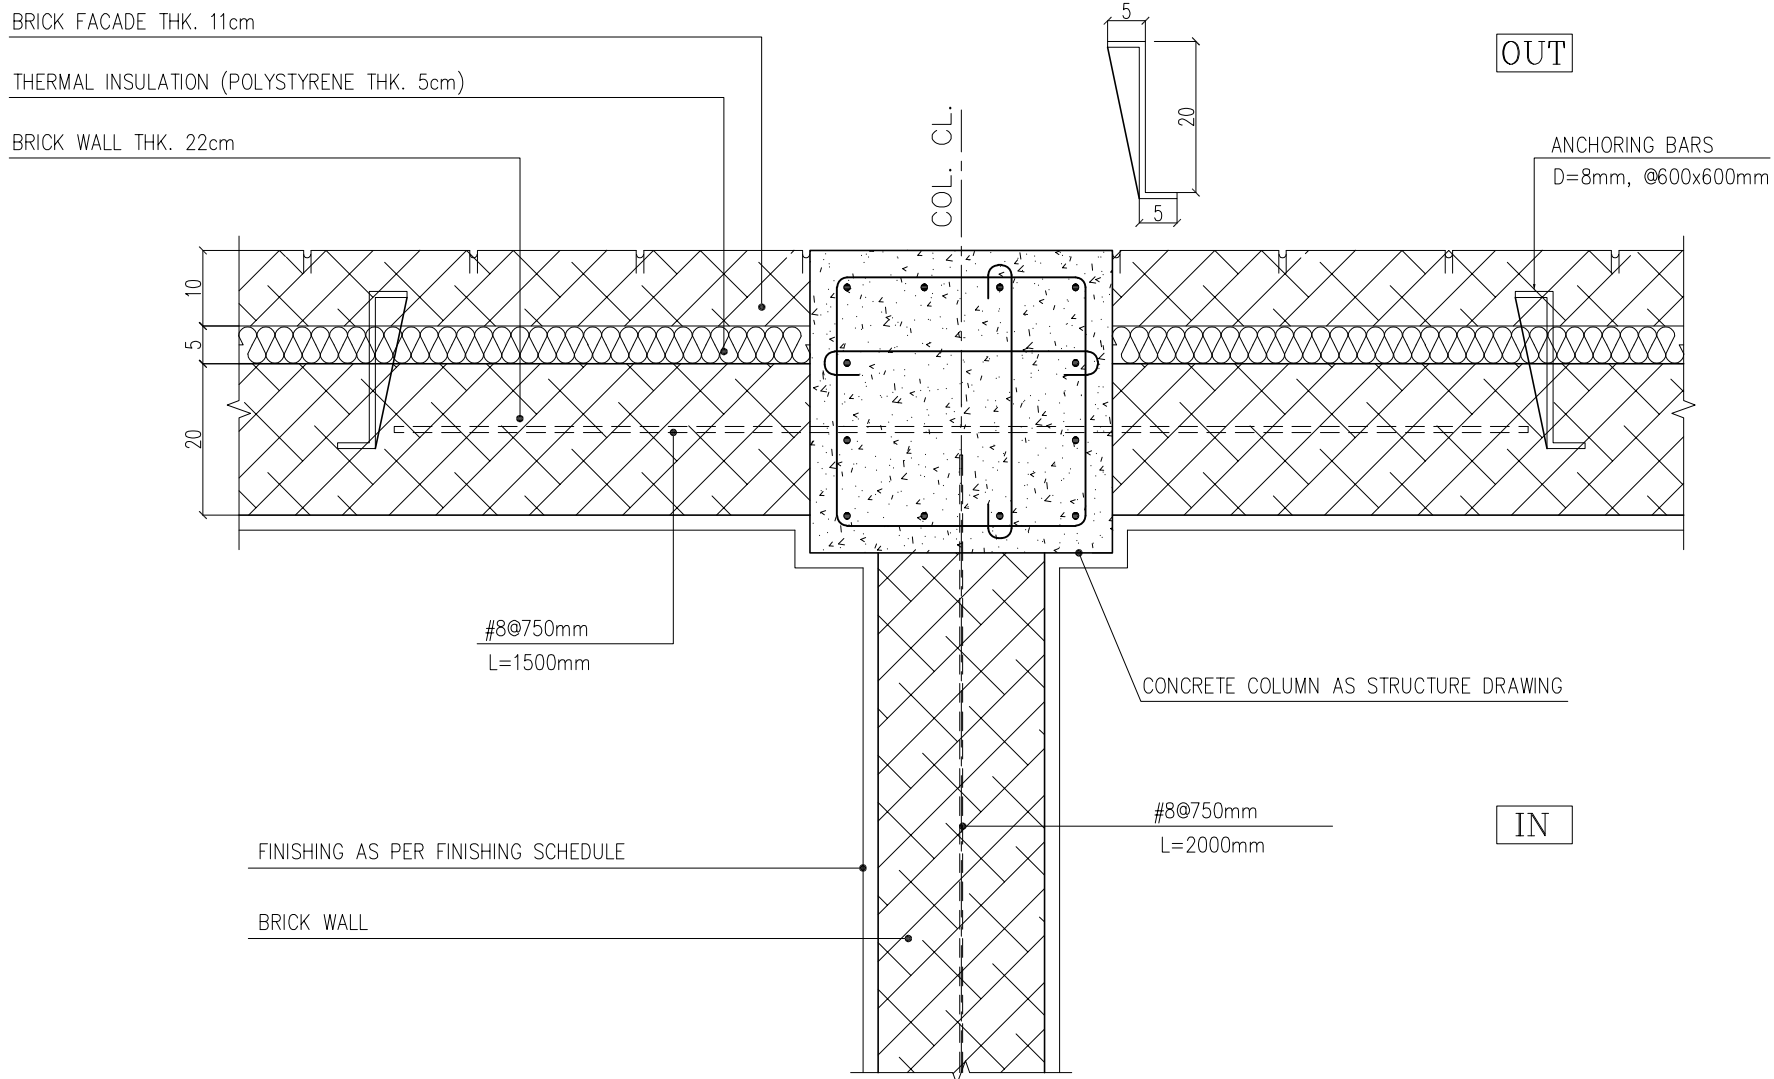 BRICK FACADE THK. 11cm
THERMAL INSULATION (POLYSTYRENE THK. 5cm)
BRICK WALL THK. 22cm
COL. CL.
5
20
5
OUT
ANCHORING BARS
D=8mm, @600x600mm
10
5
20
#8@750mm
L=1500mm
CONCRETE COLUMN AS STRUCTURE DRAWING
#8@750mm
L=2000mm
IN
FINISHING AS PER FINISHING SCHEDULE
BRICK WALL